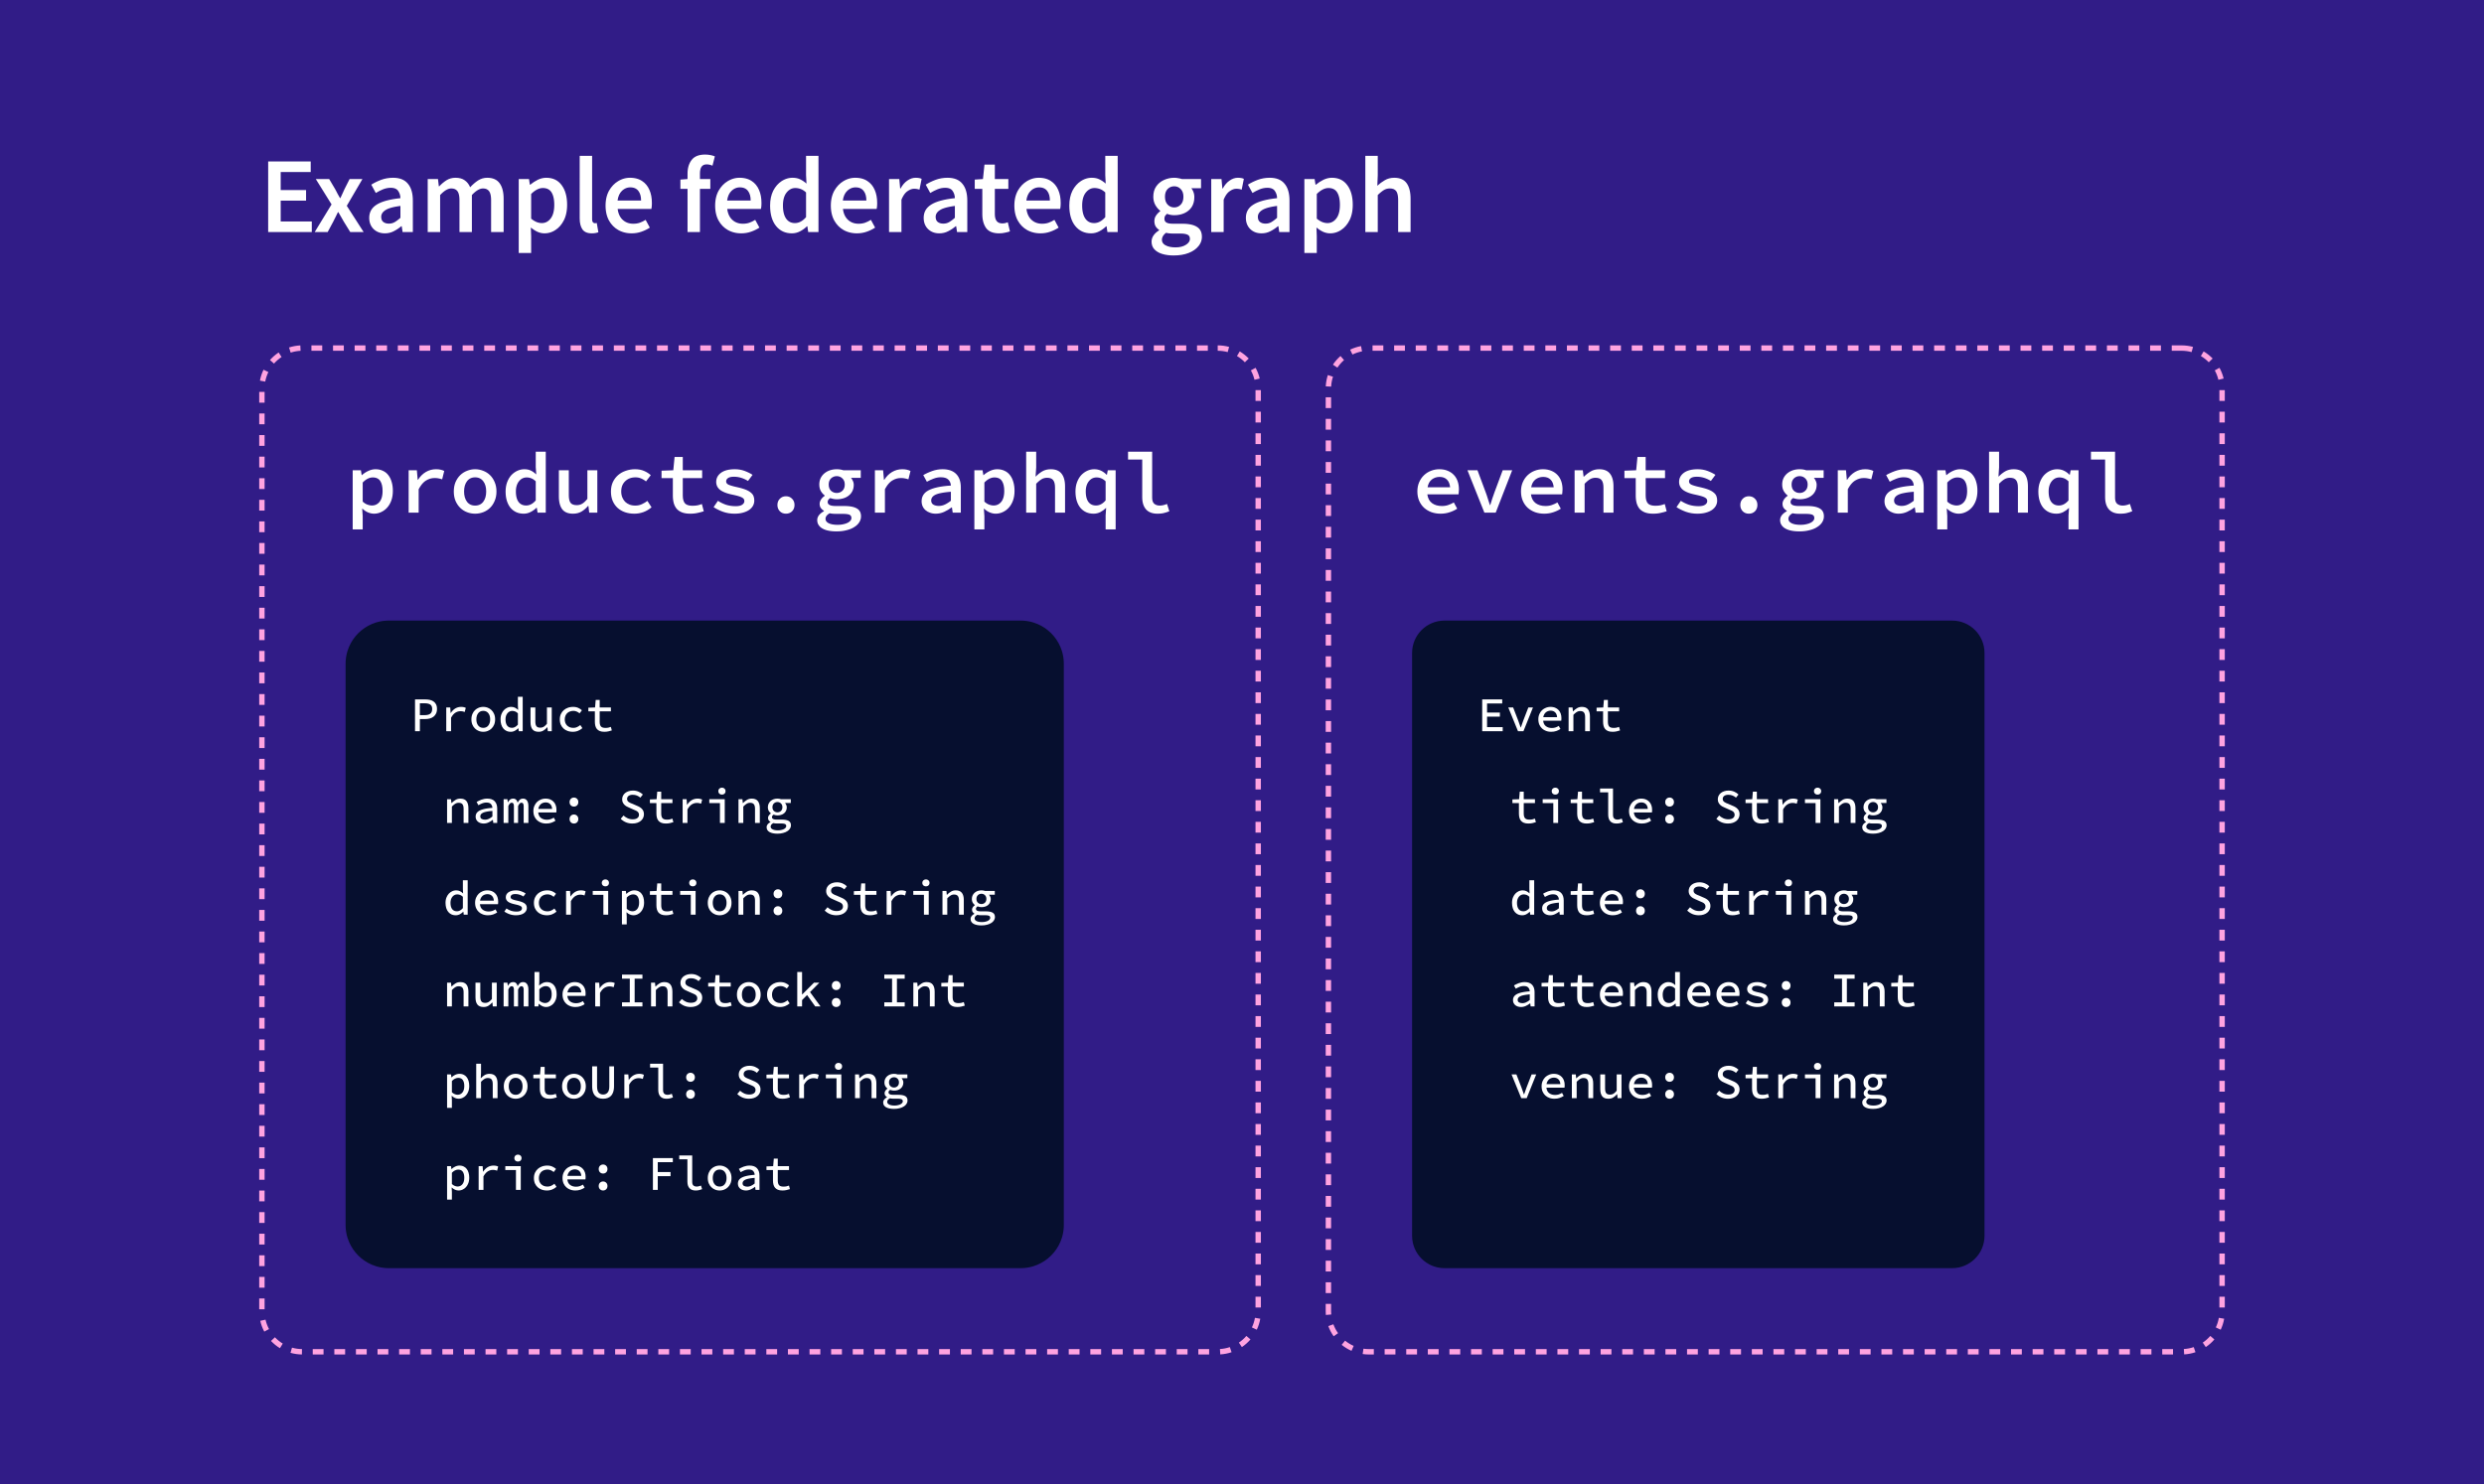 Example federated graph
products.graphql
Product
name: String
description: String
numberInStock: Int
photoUrl: String
price: Float
events.graphql
Event
title: String
date: String
attendees: Int
venue: String